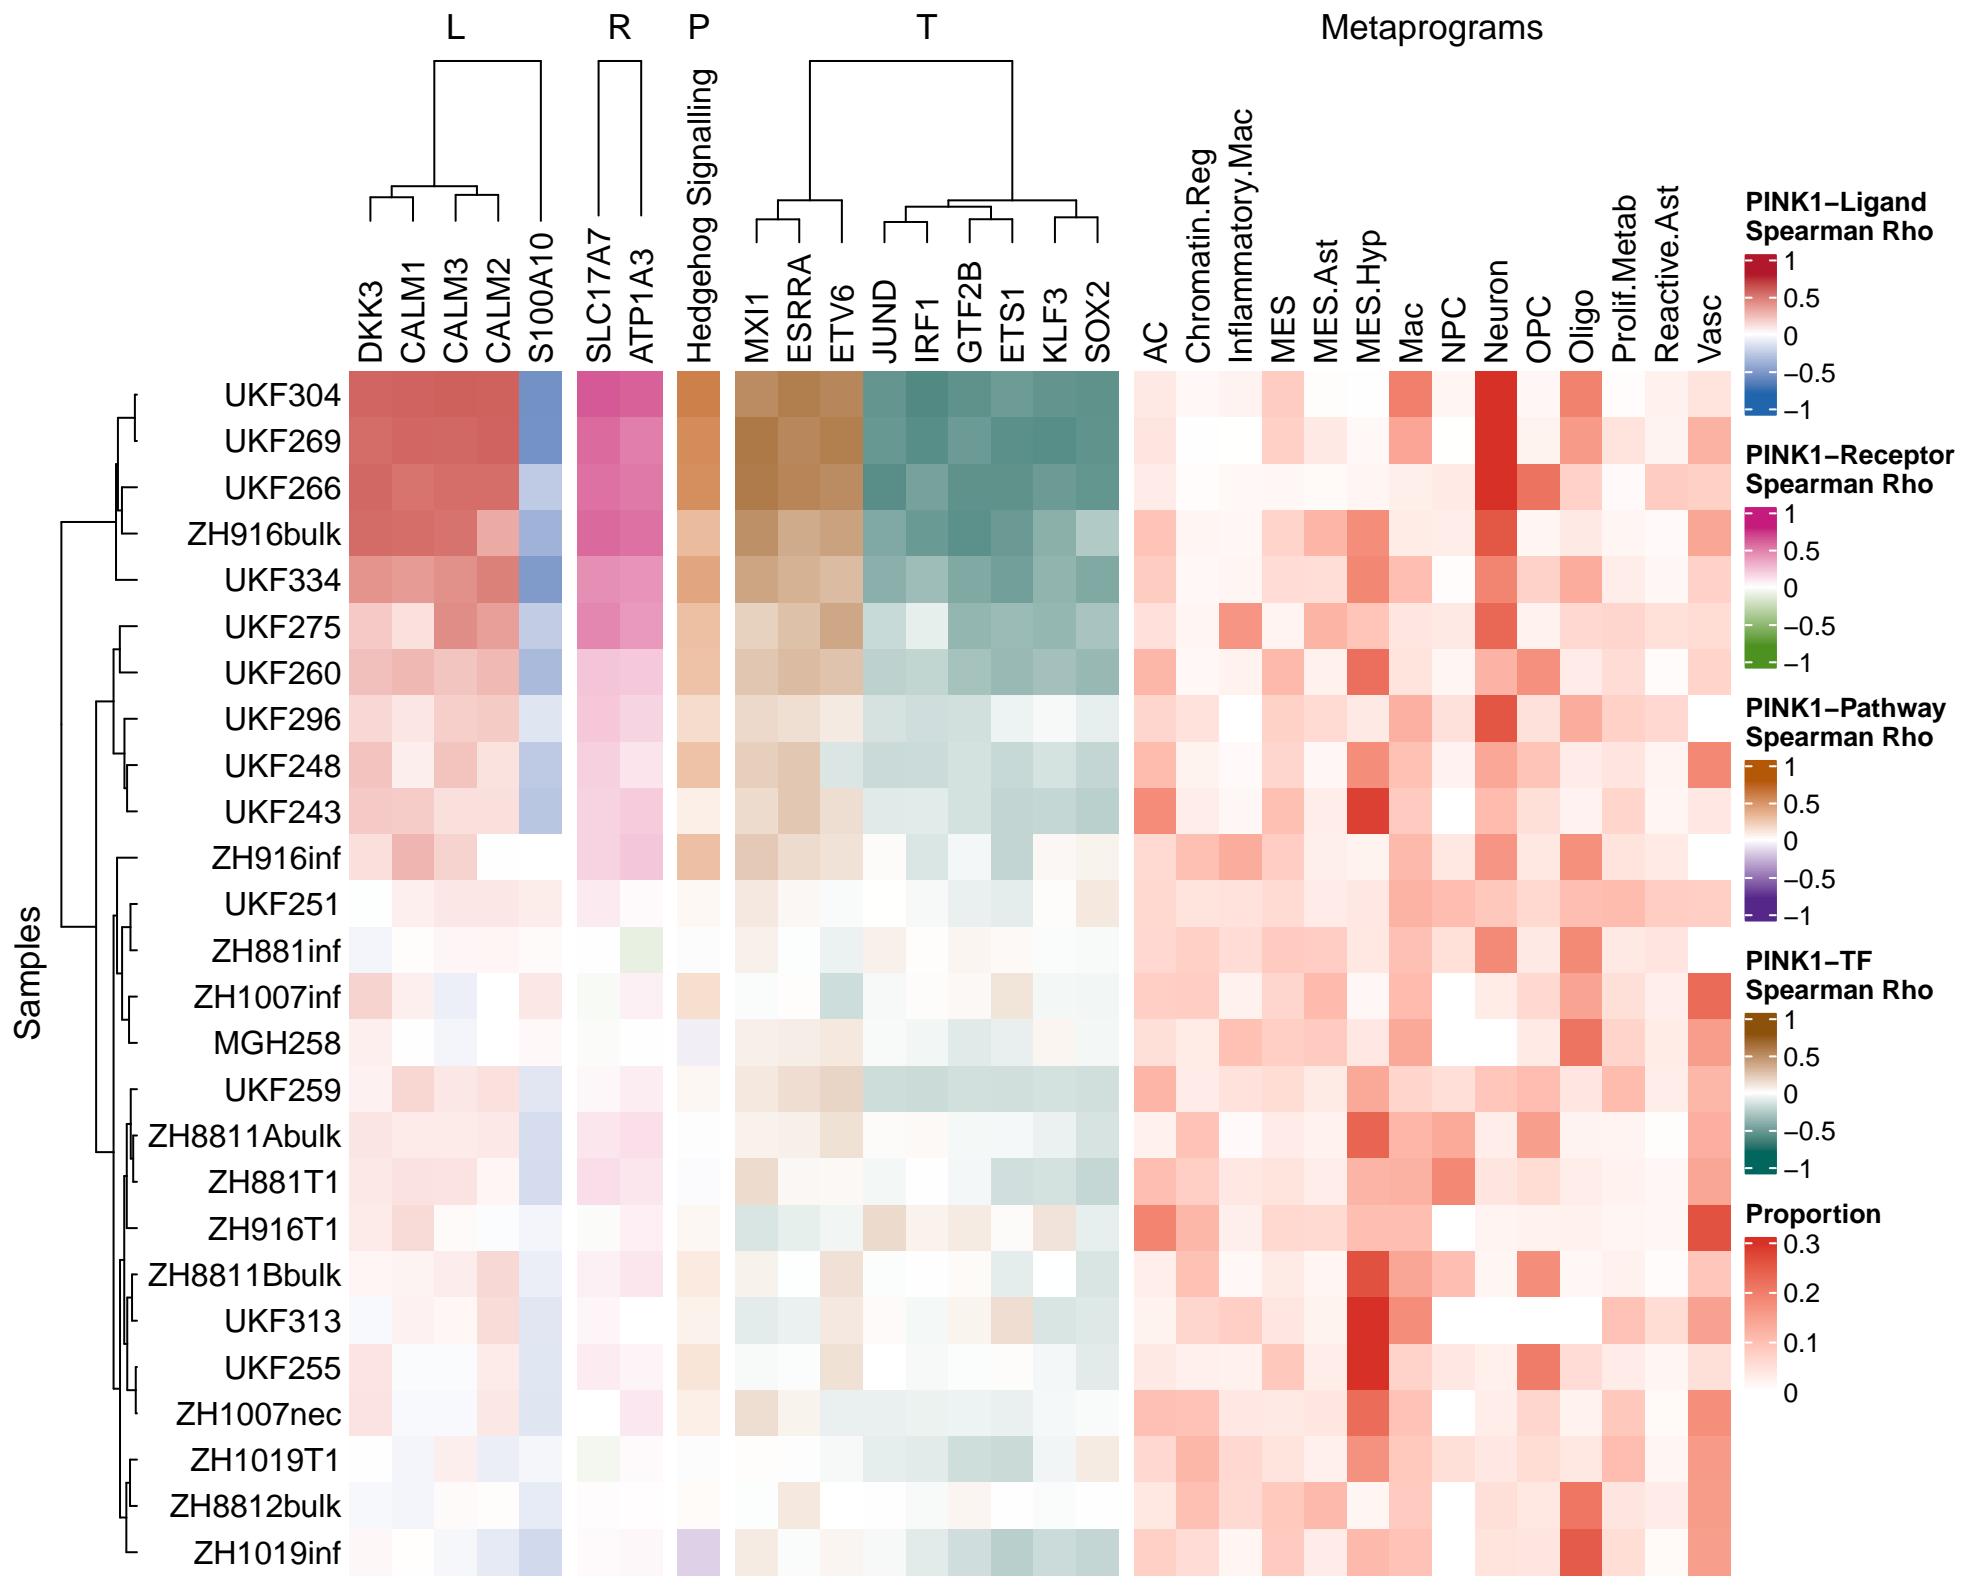 L R P T Metaprograms
DKK3
CALM1
CALM3
CALM2
S100A10
SLC17A7
ATP1A3
Hedgehog Signalling
MXI1
ESRRA
ETV6
JUND
IRF1
GTF2B
ETS1
KLF3
SOX2
AC
Chromatin.Reg
Inflammatory.Mac
MES
MES.Ast
MES.Hyp
Mac
NPC
Neuron
OPC
Oligo
Prolif.Metab
Reactive.Ast
Vasc
Samples
UKF304
UKF269
UKF266
ZH916bulk
UKF334
UKF275
UKF260
UKF296
UKF248
UKF243
ZH916inf
UKF251
ZH881inf
ZH1007inf
MGH258
UKF259
ZH8811Abulk
ZH881T1
ZH916T1
ZH8811Bbulk
UKF313
UKF255
ZH1007nec
ZH1019T1
ZH8812bulk
ZH1019inf
PINK1−Ligand
Spearman Rho
1
0.5
0
−0.5
−1
PINK1−Receptor
Spearman Rho
1
0.5
0
−0.5
−1
PINK1−Pathway
Spearman Rho
1
0.5
0
−0.5
−1
PINK1−TF
Spearman Rho
1
0.5
0
−0.5
−1
Proportion
0.3
0.2
0.1
0